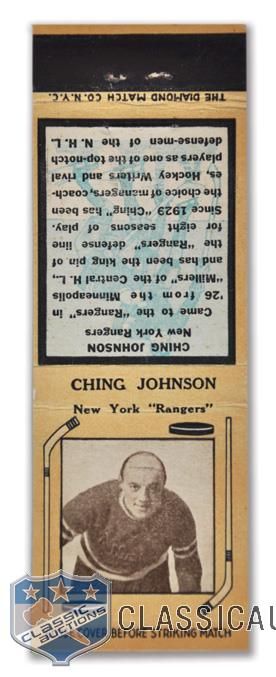 THE DIAMOND MATCH CO. N.Y.C.
CHING JOHNSON
New York Rangers
Came to the "Rangers" in
'26 from the Minneapolis
"Millers" of the Central H. L.,
and has been the king pin of
the "Rangers" defense line
for eight seasons of play.
Since 1929 "Ching" has been
the choice of managers, coach-
es, Hockey Writers and rival
players as one of the top-notch
defense-men of the N. H. L.
CHING JOHNSON
New York "Rangers"
COVER BEFORE STRIKING MATCH
CLASSIC
AUCTIONS
CLASSICAU